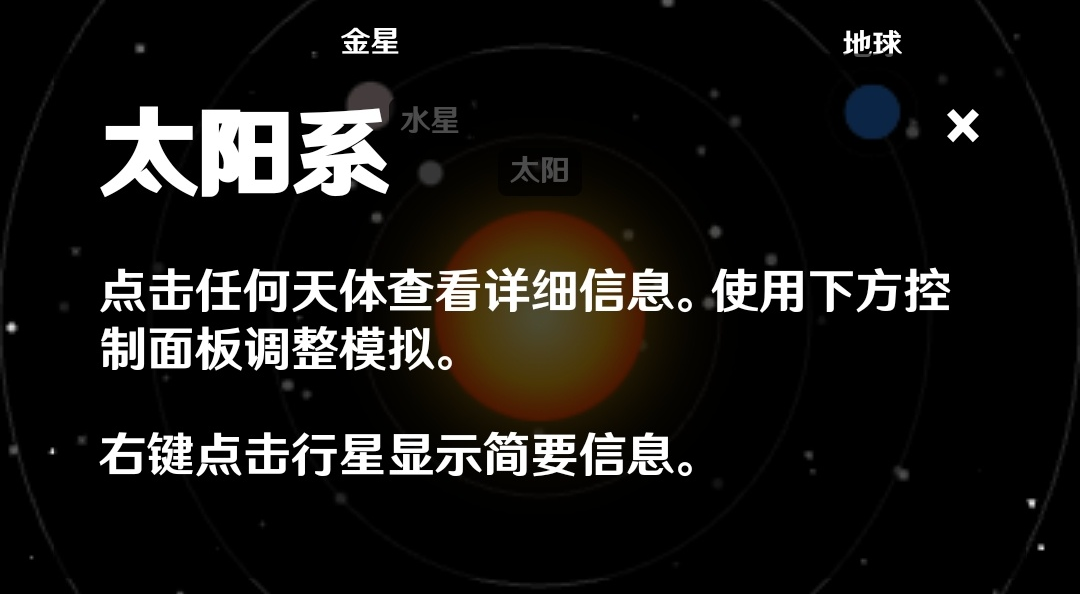 金星
地球
水星
太阳系
太阳
×
点击任何天体查看详细信息。使用下方控
制面板调整模拟。
右键点击行星显示简要信息。